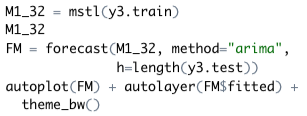 M1_32 = mstl(y3.train)
M1_32
FM = forecast(M1_32, method="arima",
h=length(y3.test))
autoplot(FM) + autolayer(FM$fitted) +
theme_bw()